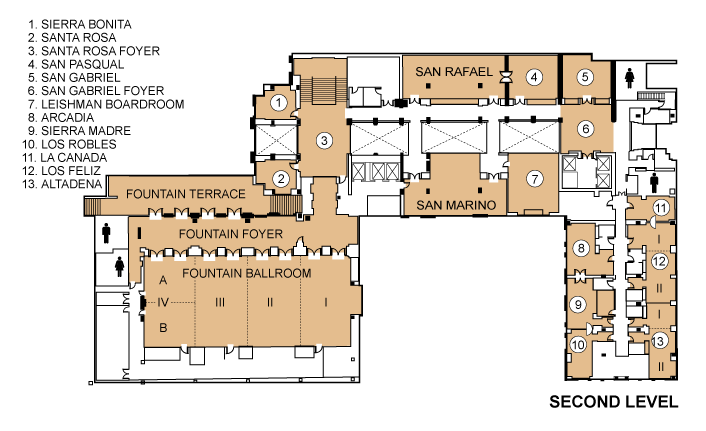 1. SIERRA BONITA
2. SANTA ROSA
3. SANTA ROSA FOYER
4. SAN PASQUAL
5. SAN GABRIEL
6. SAN GABRIEL FOYER
7. LEISHMAN BOARDROOM
8. ARCADIA
9. SIERRA MADRE
10. LOS ROBLES
11. LA CANADA
12. LOS FELIZ
13. ALTADENA
SAN RAFAEL
4
5
1
6
3
2
7
FOUNTAIN TERRACE
SAN MARINO
11
FOUNTAIN FOYER
8
I
12
II
FOUNTAIN BALLROOM
A
IV
III
II
I
B
9
I
10
13
II
SECOND LEVEL